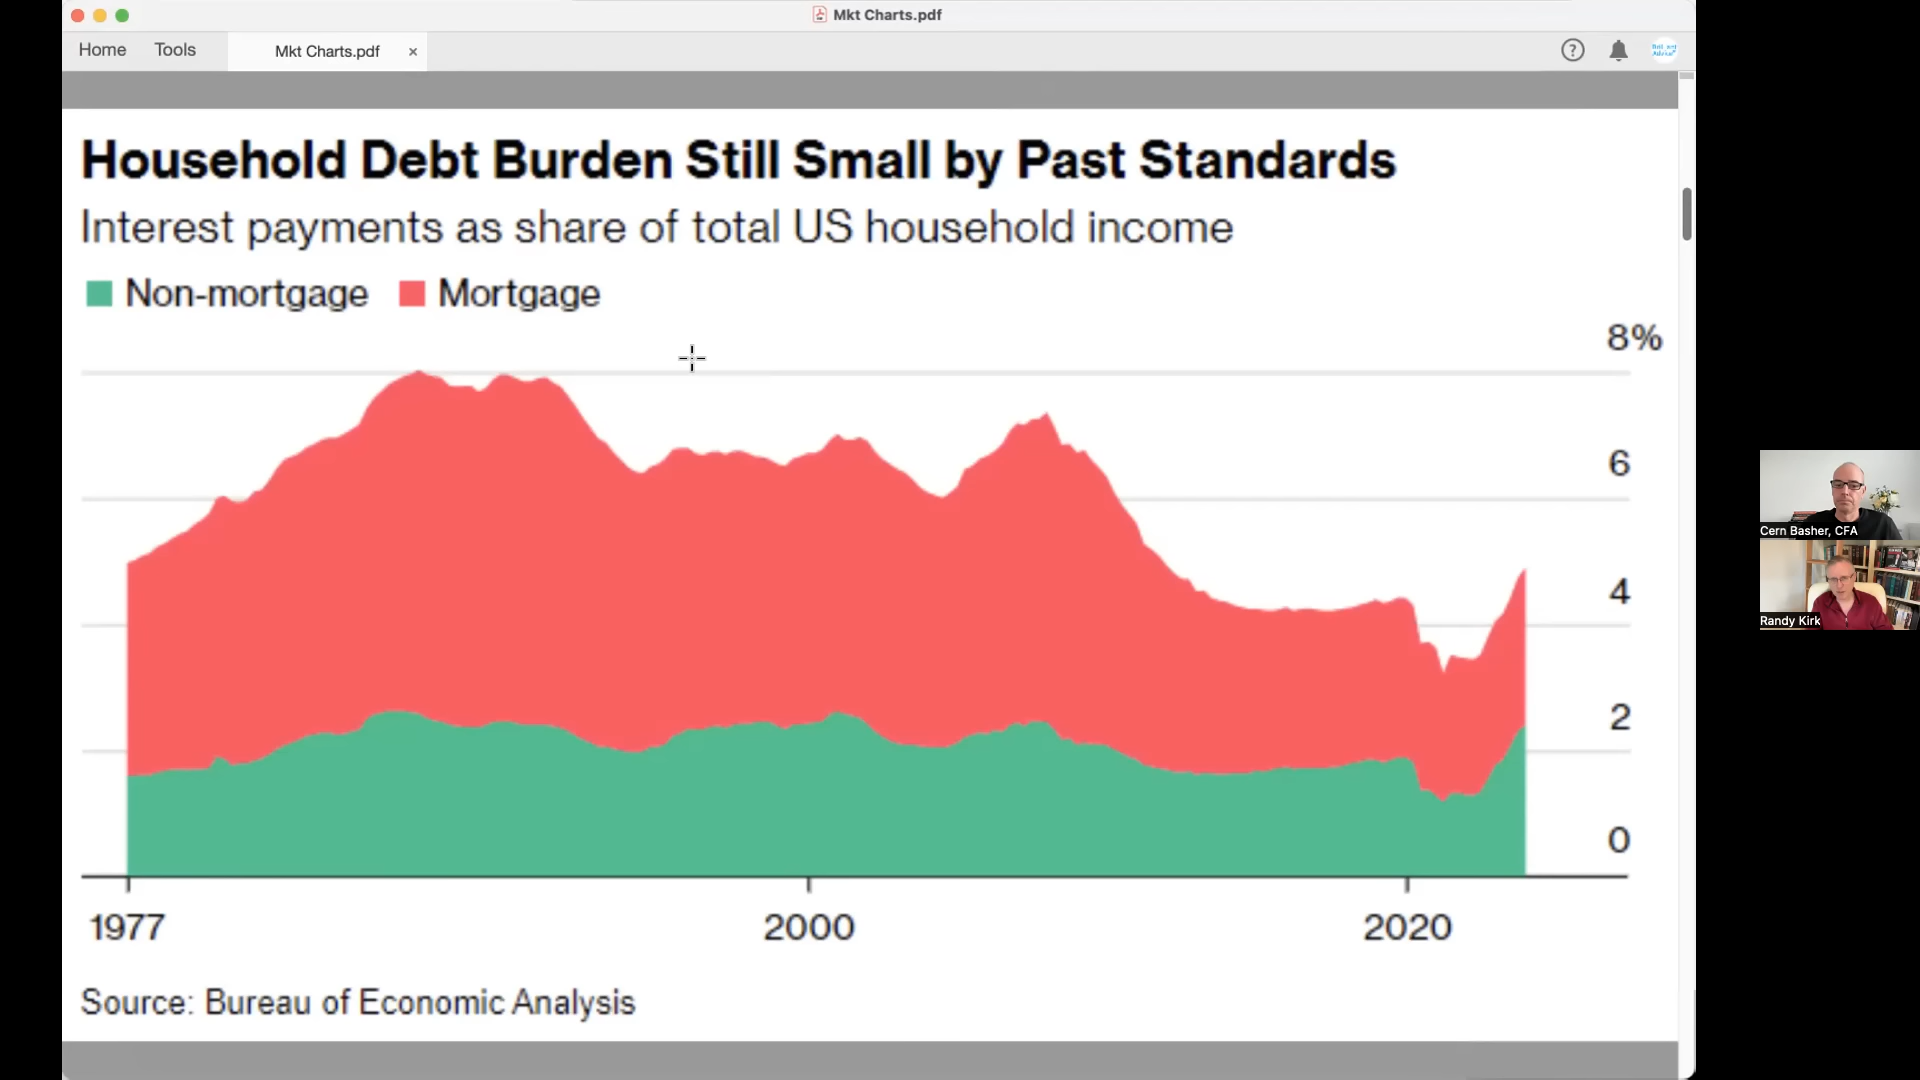 Mkt Charts.pdf
Home
Tools
Mkt Charts.pdf
×
?
Household Debt Burden Still Small by Past Standards
Interest payments as share of total US household income
Non-mortgage
Mortgage
8%
6
4
2
0
1977
2000
2020
Source: Bureau of Economic Analysis
Cern Basher, CFA
Randy Kirk